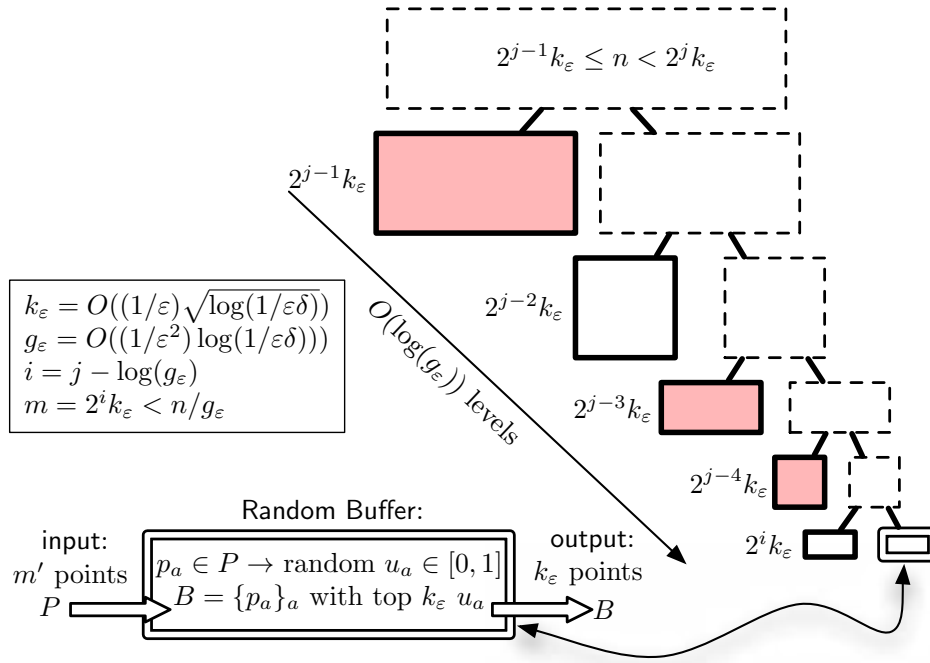 2^{j−1}k_ε ≤ n < 2^j k_ε
2^{j−1}k_ε
2^{j−2}k_ε
O(log(g_ε)) levels
k_ε = O((1/ε)√log(1/εδ))
g_ε = O((1/ε²) log(1/εδ)))
i = j − log(g_ε)
m = 2^i k_ε < n/g_ε
2^{j−3}k_ε
2^{j−4}k_ε
2^i k_ε
Random Buffer:
input:
m′ points
P
p_a ∈ P → random u_a ∈ [0, 1]
B = {p_a}_a with top k_ε u_a
output:
k_ε points
B